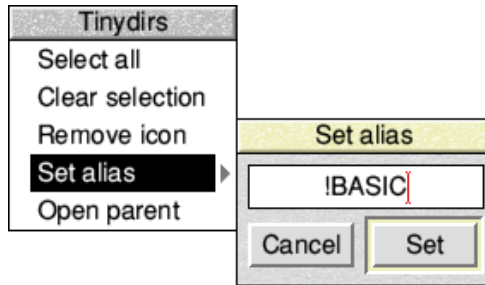 Tinydirs
Select all
Clear selection
Remove icon
Set alias
Open parent
Set alias
!BASIC
Cancel
Set